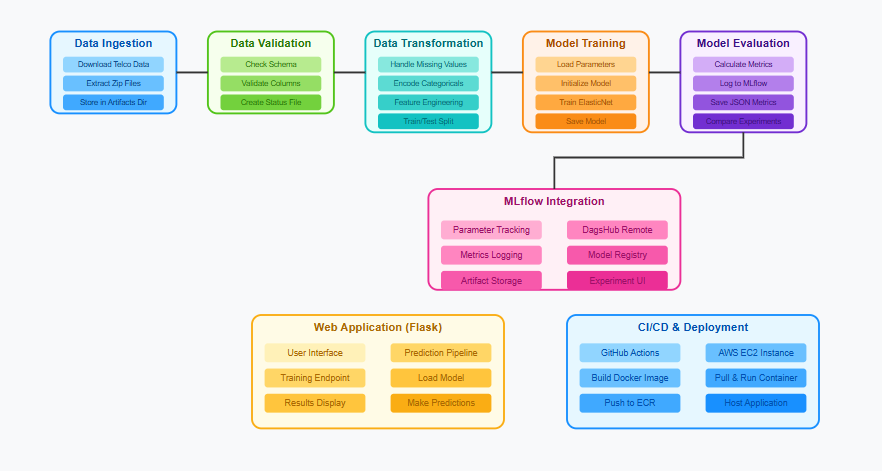 Data Ingestion
Download Telco Data
Extract Zip Files
Store in Artifacts Dir
Data Validation
Check Schema
Validate Columns
Create Status File
Data Transformation
Handle Missing Values
Encode Categoricals
Feature Engineering
Train/Test Split
Model Training
Load Parameters
Initialize Model
Train ElasticNet
Save Model
Model Evaluation
Calculate Metrics
Log to MLflow
Save JSON Metrics
Compare Experiments
MLflow Integration
Parameter Tracking
DagsHub Remote
Metrics Logging
Model Registry
Artifact Storage
Experiment UI
Web Application (Flask)
User Interface
Prediction Pipeline
Training Endpoint
Load Model
Results Display
Make Predictions
CI/CD & Deployment
GitHub Actions
AWS EC2 Instance
Build Docker Image
Pull & Run Container
Push to ECR
Host Application